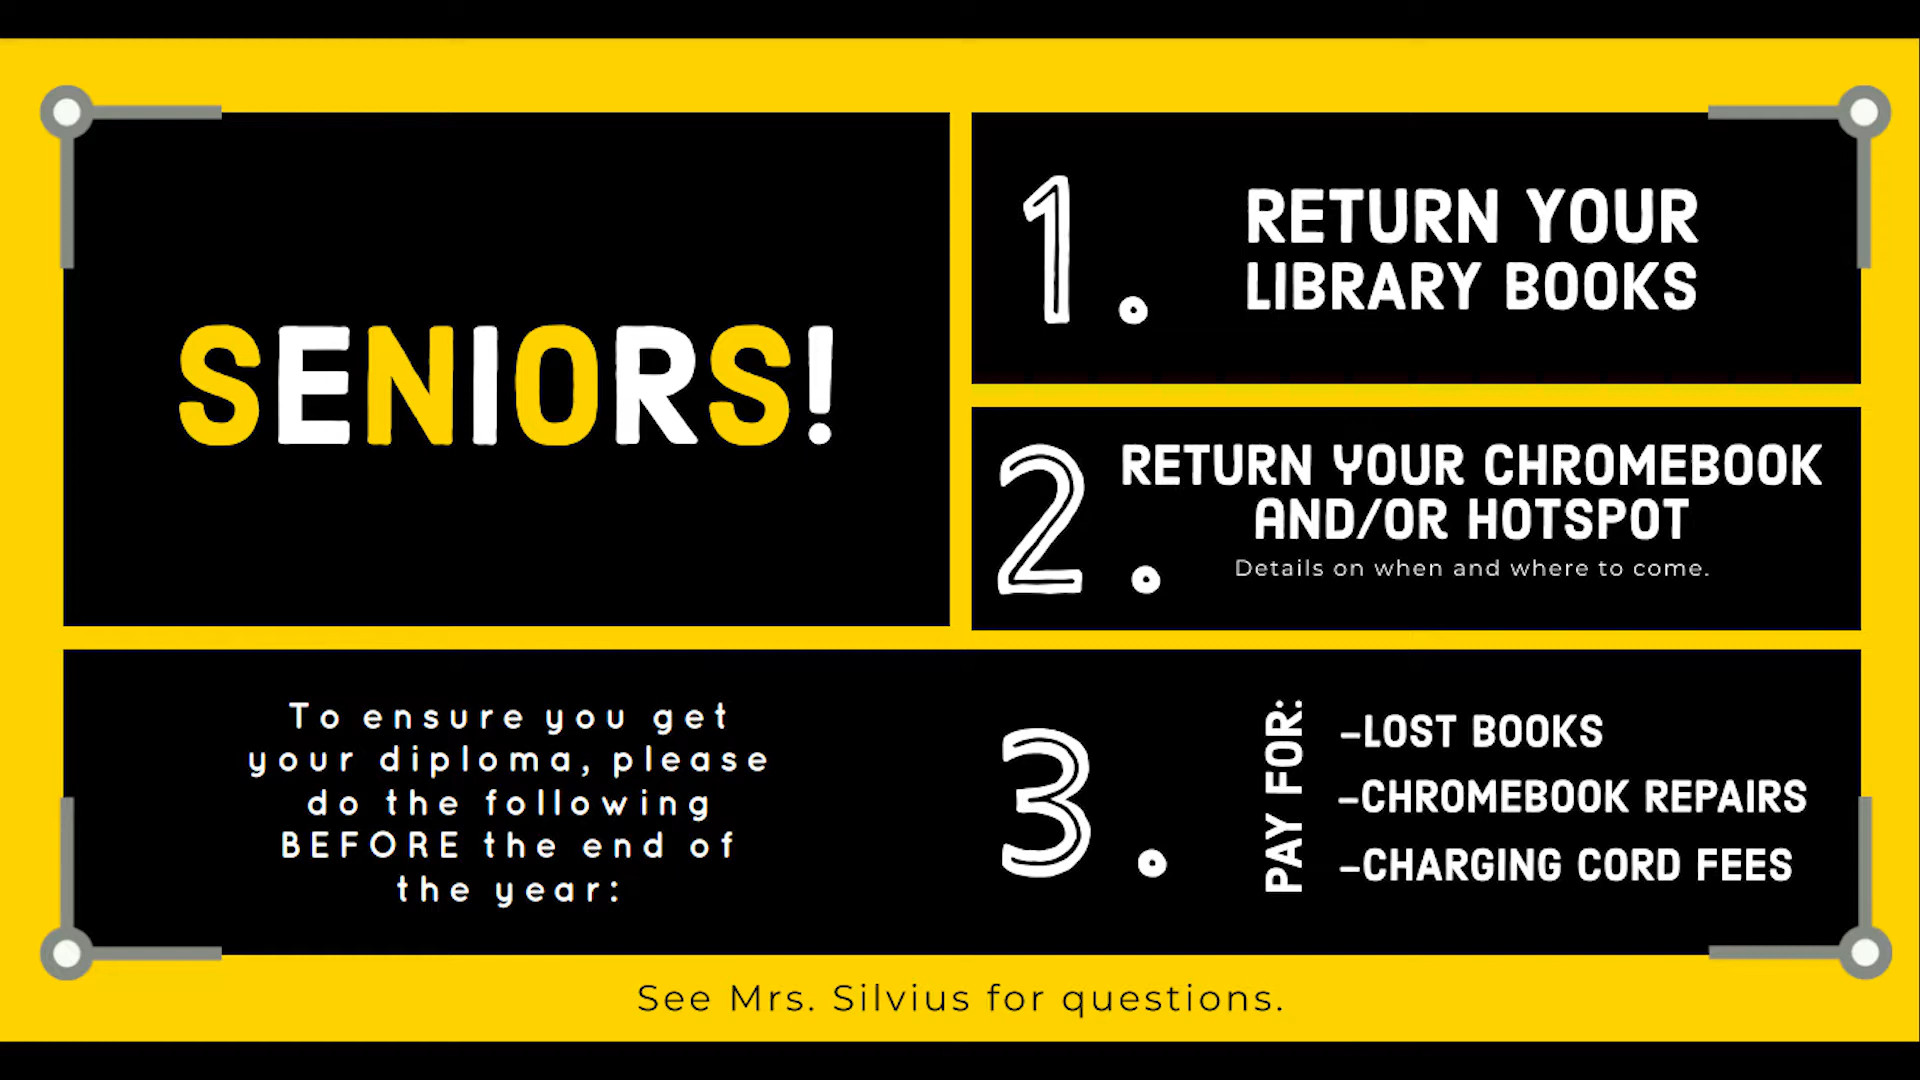 SENIORS!
To ensure you get
your diploma, please
do the following
BEFORE the end of
the year:
1.
RETURN YOUR
LIBRARY BOOKS
2.
RETURN YOUR CHROMEBOOK
AND/OR HOTSPOT
Details on when and where to come.
3.
PAY FOR:
-LOST BOOKS
-CHROMEBOOK REPAIRS
-CHARGING CORD FEES
See Mrs. Silvius for questions.